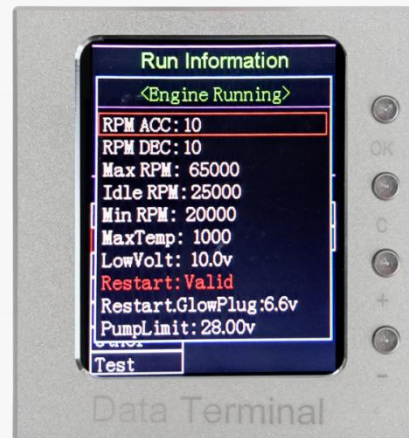 Run Information
<Engine Running>
RPM ACC: 10
RPM DEC: 10
Max RPM: 65000
Idle RPM: 25000
Min RPM: 20000
MaxTemp: 1000
LowVolt: 10.0v
Restart: Valid
Restart.GlowPlug:6.6v
PumpLimit: 28.00v
Test
OK
C
+
-
Data Terminal